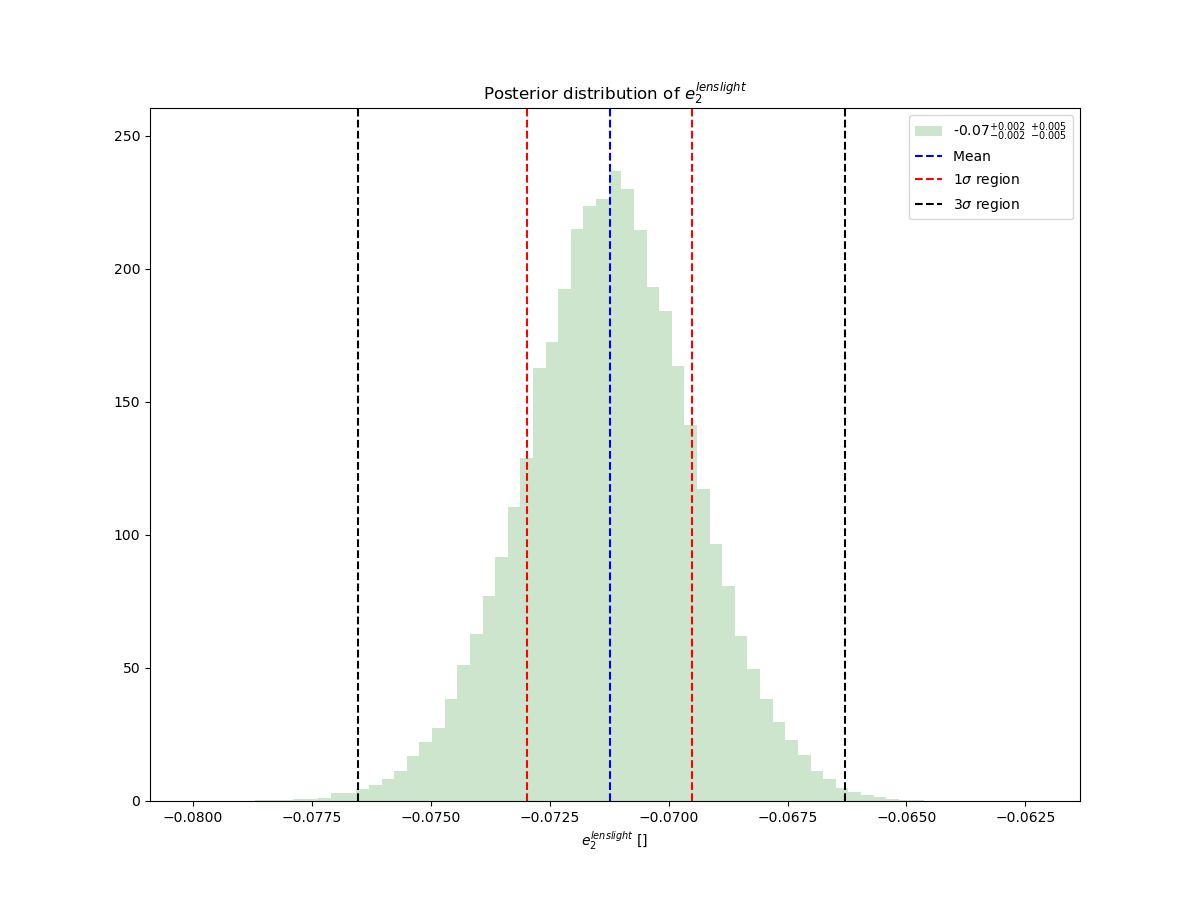 Posterior distribution of $e_2^{lenslight}$
250
200
150
100
50
0
-0.07$^{+0.002}_{-0.002}$ $^{+0.005}_{-0.005}$
Mean
1σ region
3σ region
−0.0800 −0.0775 −0.0750 −0.0725 −0.0700 −0.0675 −0.0650 −0.0625
$e_2^{lenslight}$ []